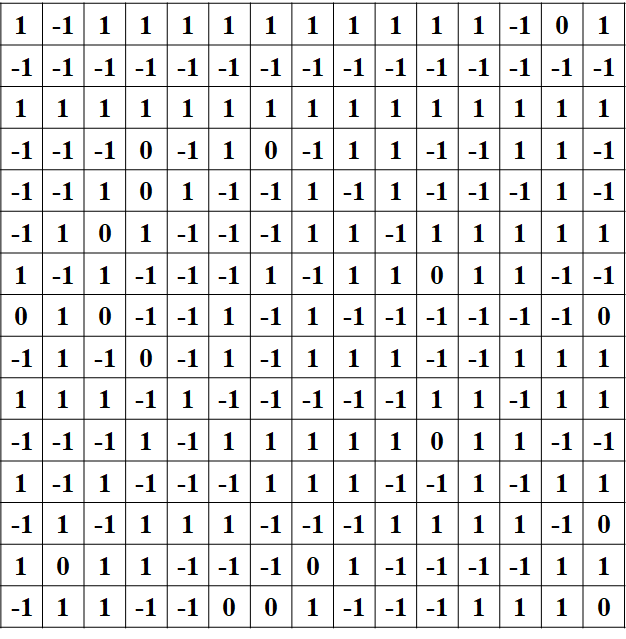 1 -1 1 1 1 1 1 1 1 1 1 1 -1 0 1
-1 -1 -1 -1 -1 -1 -1 -1 -1 -1 -1 -1 -1 -1 -1
1 1 1 1 1 1 1 1 1 1 1 1 1 1 1
-1 -1 -1 0 -1 1 0 -1 1 1 -1 -1 1 1 -1
-1 -1 1 0 1 -1 -1 1 -1 1 -1 -1 -1 1 -1
-1 1 0 1 -1 -1 -1 1 1 -1 1 1 1 1 1
1 -1 1 -1 -1 -1 1 -1 1 1 0 1 1 -1 -1
0 1 0 -1 -1 1 -1 1 -1 -1 -1 -1 -1 -1 0
-1 1 -1 0 -1 1 -1 1 1 1 -1 -1 1 1 1
1 1 1 -1 1 -1 -1 -1 -1 -1 1 1 -1 1 1
-1 -1 -1 1 -1 1 1 1 1 1 0 1 1 -1 -1
1 -1 1 -1 -1 -1 1 1 1 -1 -1 1 -1 1 1
-1 1 -1 1 1 1 -1 -1 -1 1 1 1 1 -1 0
1 0 1 1 -1 -1 -1 0 1 -1 -1 -1 -1 1 1
-1 1 1 -1 -1 0 0 1 -1 -1 -1 1 1 1 0